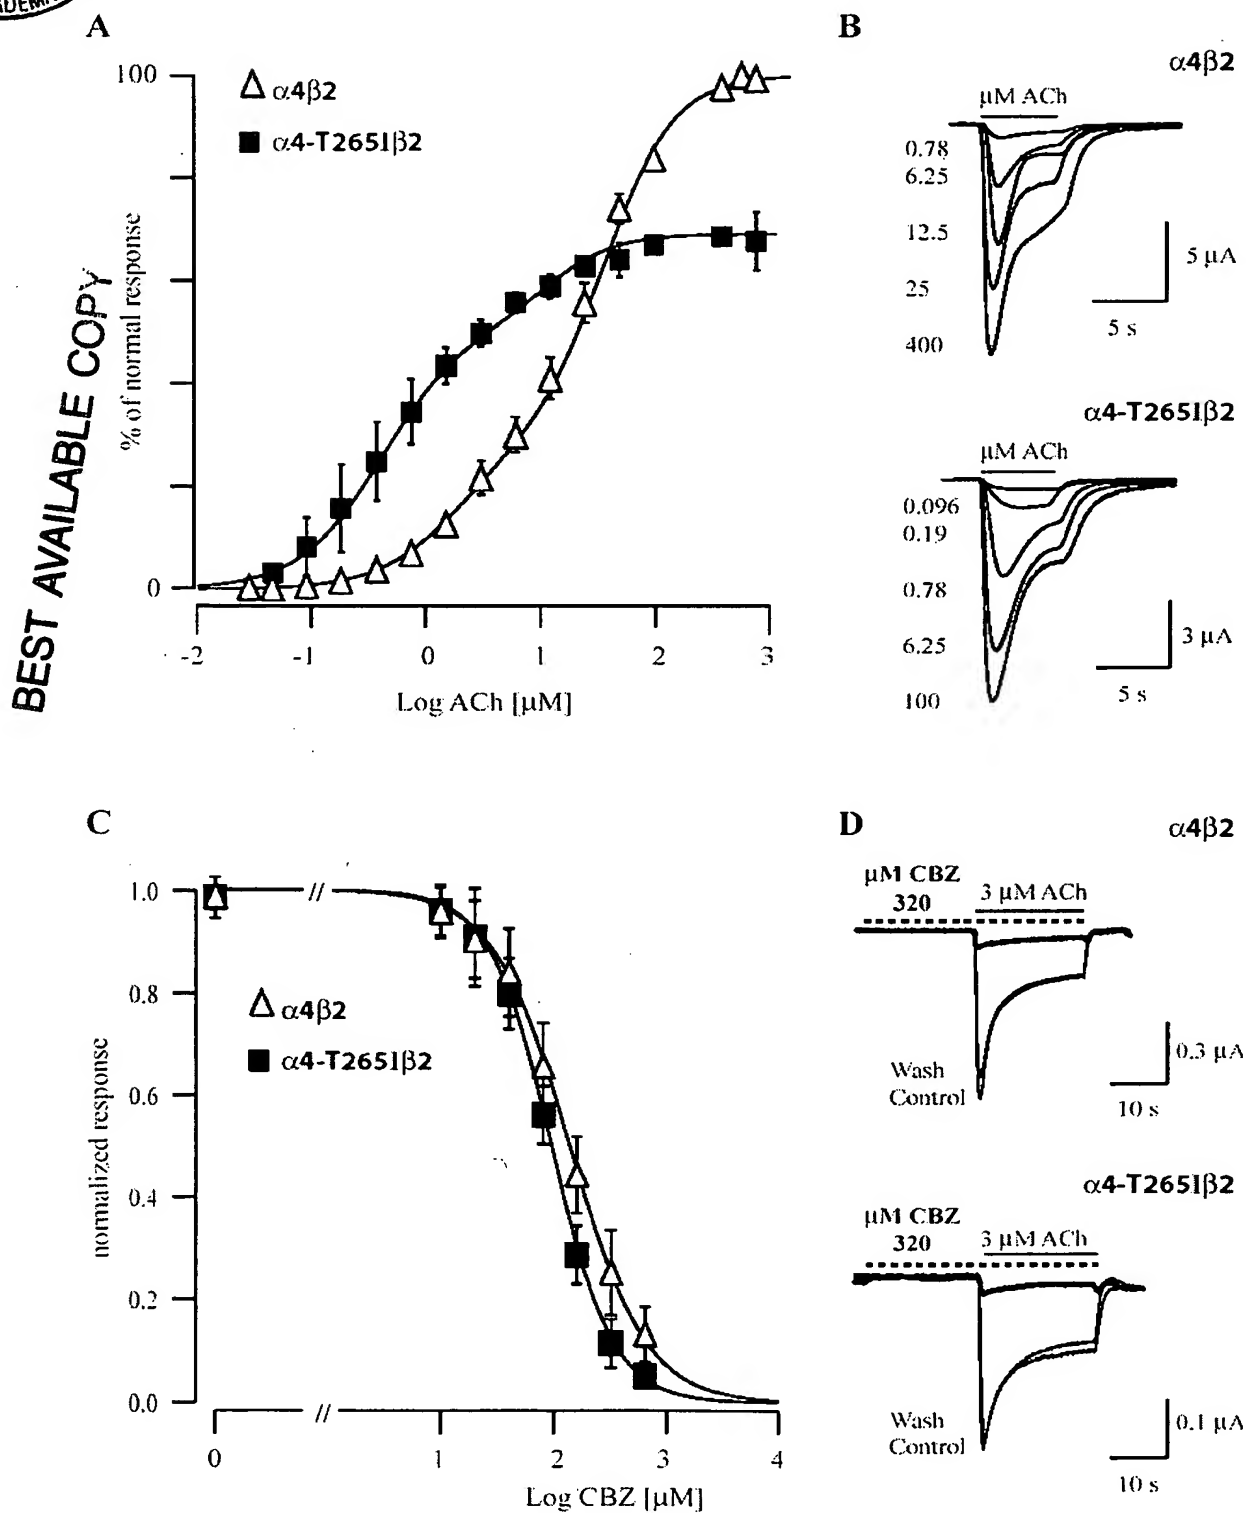 A
100
α4β2
α4-T265Iβ2
% of normal response
0
-2 -1 0 1 2 3
Log ACh [µM]
BEST AVAILABLE COPY
B
α4β2
µM ACh
0.78
6.25
12.5
25
400
5 µA
5 s
α4-T265Iβ2
µM ACh
0.096
0.19
0.78
6.25
100
3 µA
5 s
C
1.0
0.8
0.6
0.4
0.2
0.0
α4β2
α4-T265Iβ2
normalized response
0 // 1 2 3 4
Log CBZ [µM]
D
α4β2
µM CBZ
320
3 µM ACh
Wash
Control
0.3 µA
10 s
α4-T265Iβ2
µM CBZ
320
3 µM ACh
Wash
Control
0.1 µA
10 s